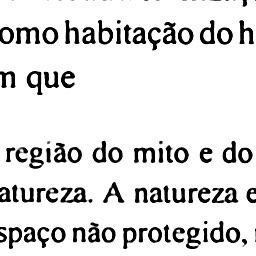 omo habitação do h
m que
região do mito e do
atureza. A natureza e
spaço não protegido,